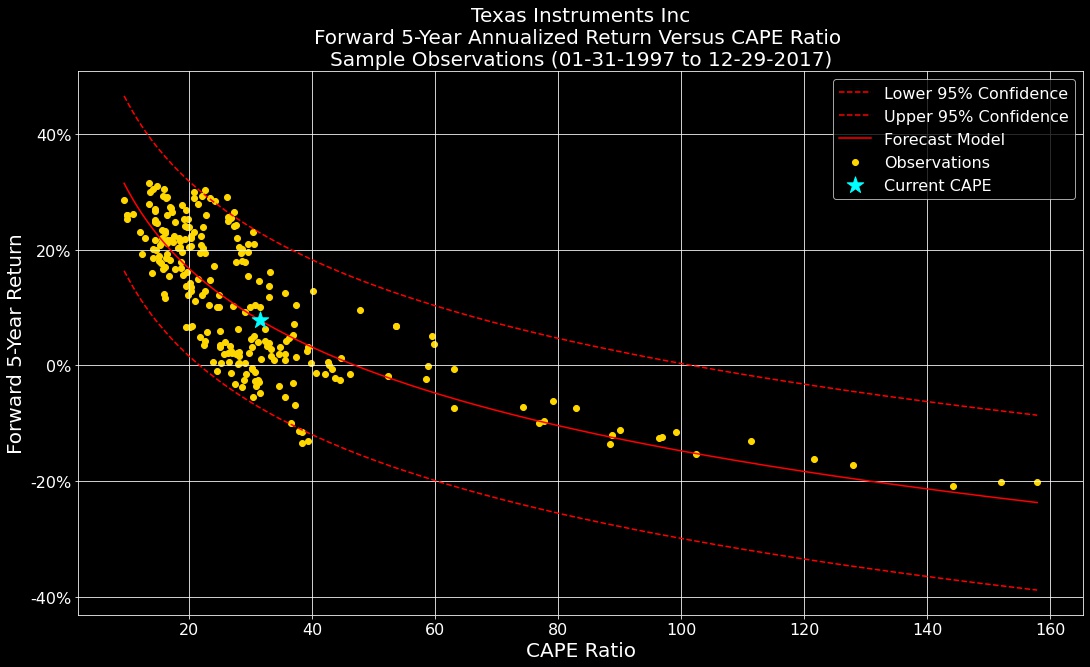 Texas Instruments Inc
Forward 5-Year Annualized Return Versus CAPE Ratio
Sample Observations (01-31-1997 to 12-29-2017)
Lower 95% Confidence
Upper 95% Confidence
Forecast Model
Observations
Current CAPE
Forward 5-Year Return
40%
20%
0%
-20%
-40%
20 40 60 80 100 120 140 160
CAPE Ratio